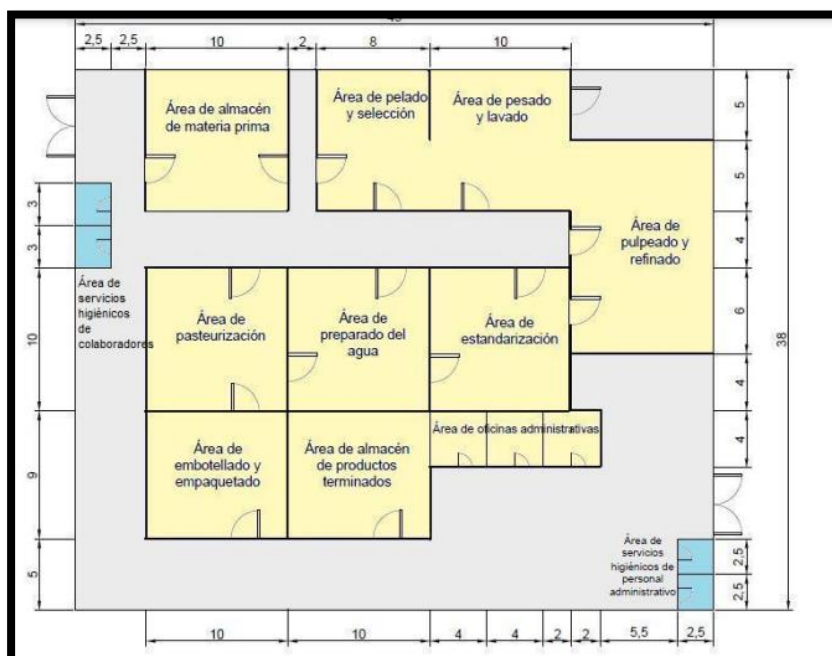 2,5 2,5 10 2 8 10
Área de almacén
de materia prima
Área de pelado
y selección
Área de pesado
y lavado
5
5
3
3
4
Área de
pulpeado y
refinado
Área de
servicios
higiénicos
de
colaboradores
Área de
pasteurización
Área de
preparado del
agua
Área de
estandarización
10
6
38
4
Área de
embotellado y
empaquetado
Área de almacén
de productos
terminados
Área de oficinas administrativas
4
9
Área de
servicios
higiénicos de
personal
administrativo
2,5
2,5
5
10 10 4 4 2 2 5,5 2,5